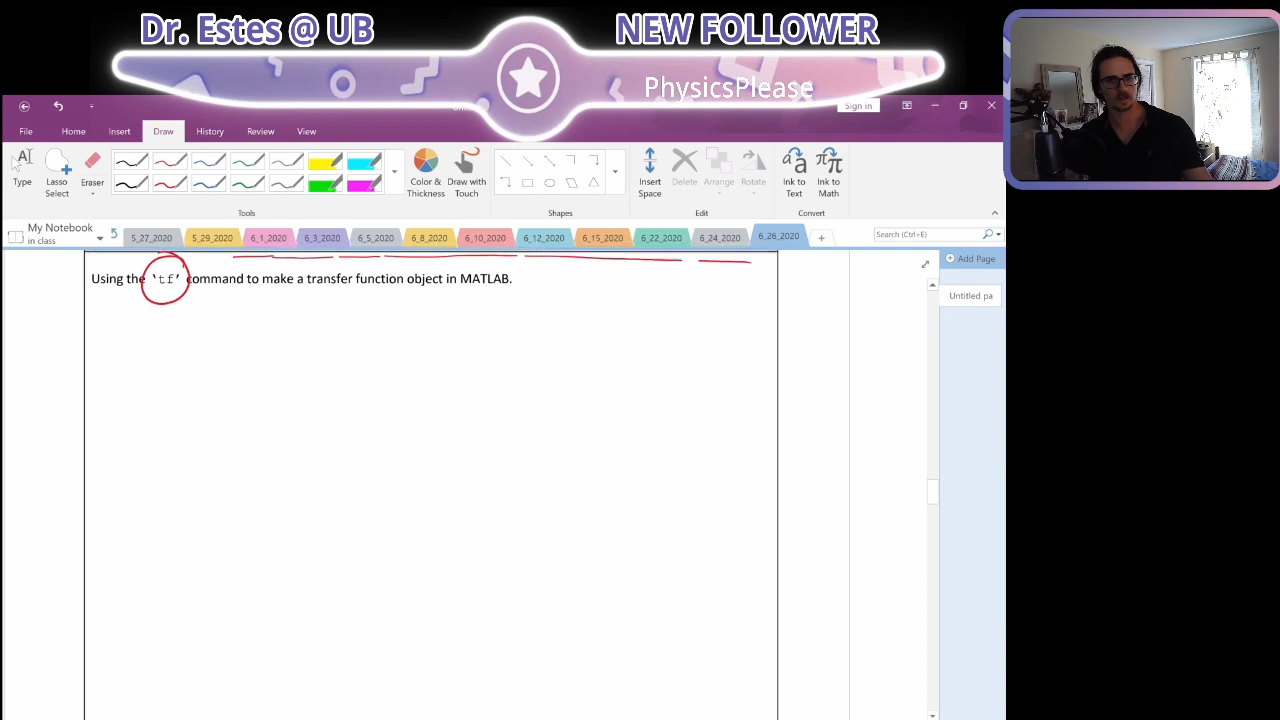 Dr. Estes @ UB
NEW FOLLOWER
PhysicsPlease
Sign in
File Home Insert Draw History Review View
Type
Lasso Select
Eraser
Color & Thickness
Draw with Touch
Insert Space
Delete
Arrange
Rotate
Ink to Text
Ink to Math
Tools
Shapes
Edit
Convert
My Notebook
in class
5
5_27_2020 5_29_2020 6_1_2020 6_3_2020 6_5_2020 6_8_2020 6_10_2020 6_12_2020 6_15_2020 6_22_2020 6_24_2020 6_26_2020
Search (Ctrl+E)
Add Page
Untitled pa
Using the 'tf' command to make a transfer function object in MATLAB.